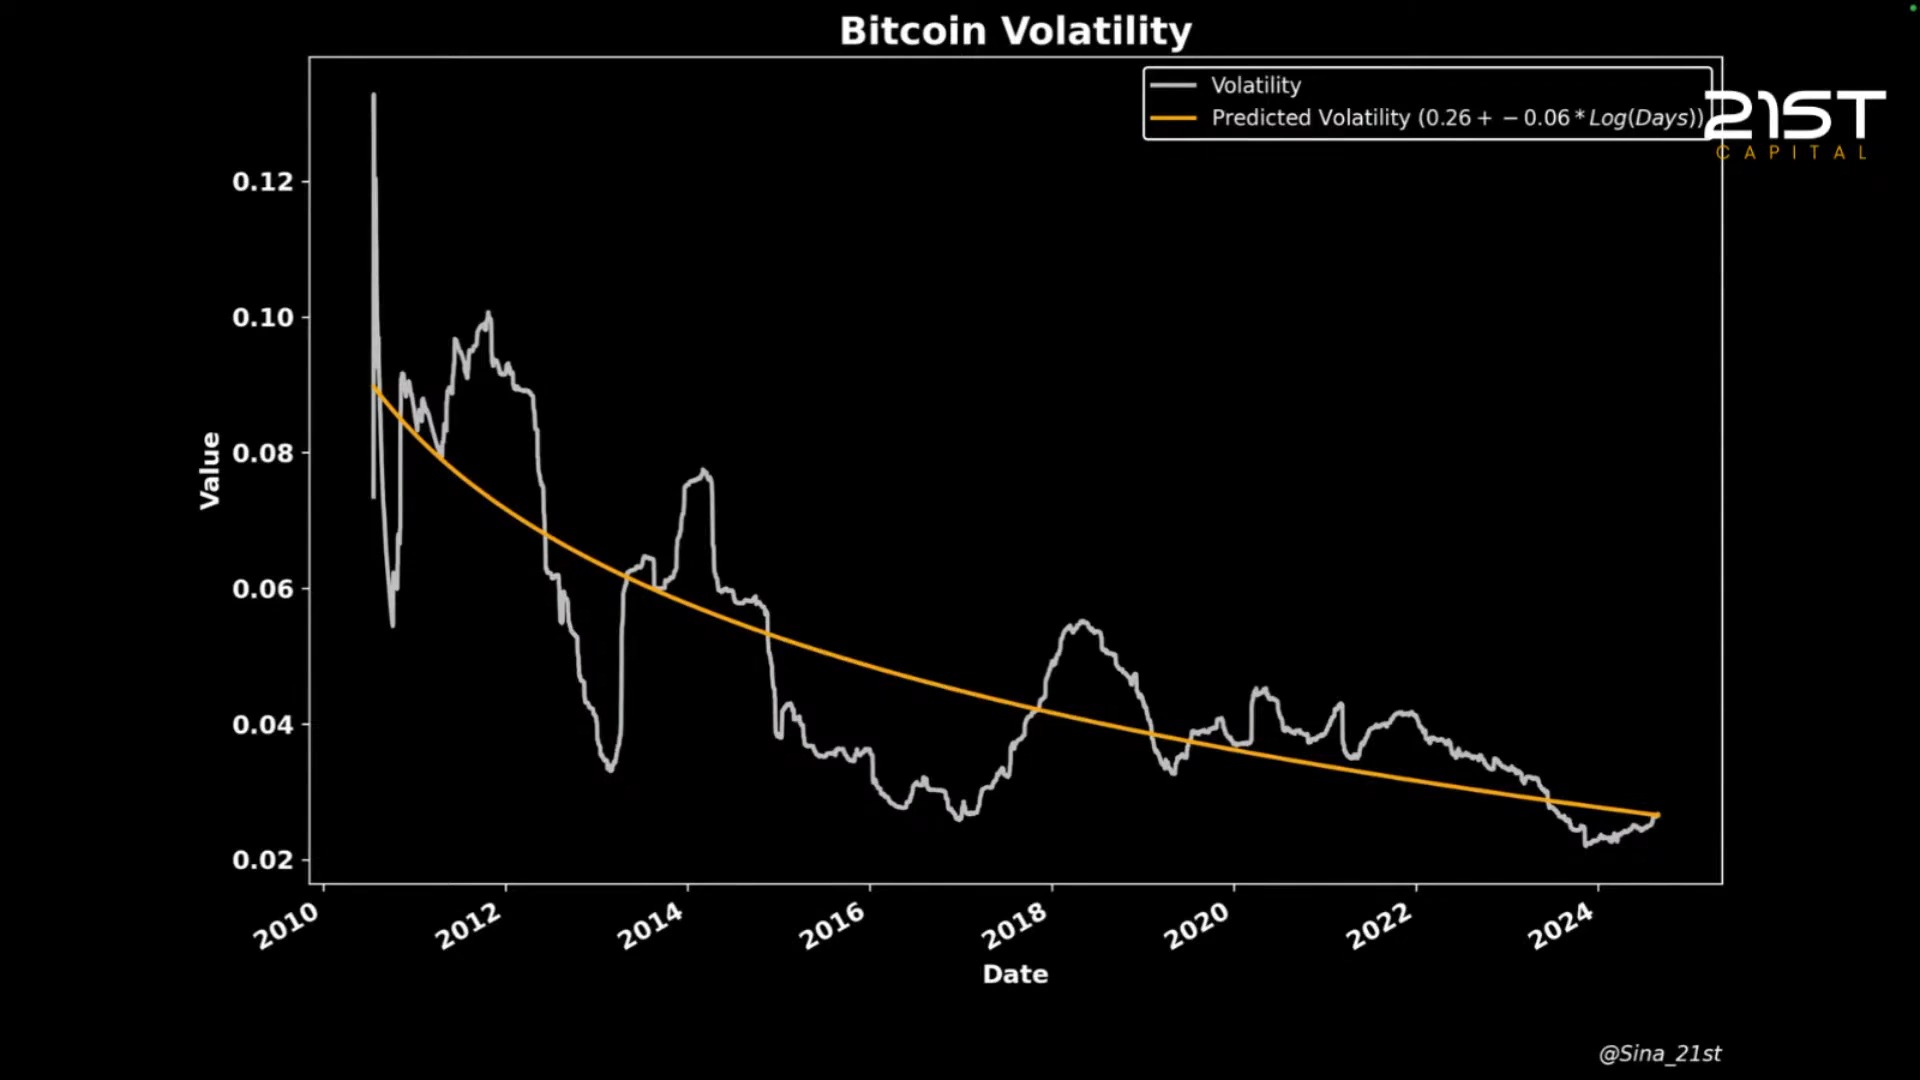 Bitcoin Volatility
Volatility
Predicted Volatility (0.26 + − 0.06 * Log(Days))
21ST
CAPITAL
0.12
0.10
0.08
0.06
0.04
0.02
Value
2010
2012
2014
2016
2018
2020
2022
2024
Date
@Sina_21st